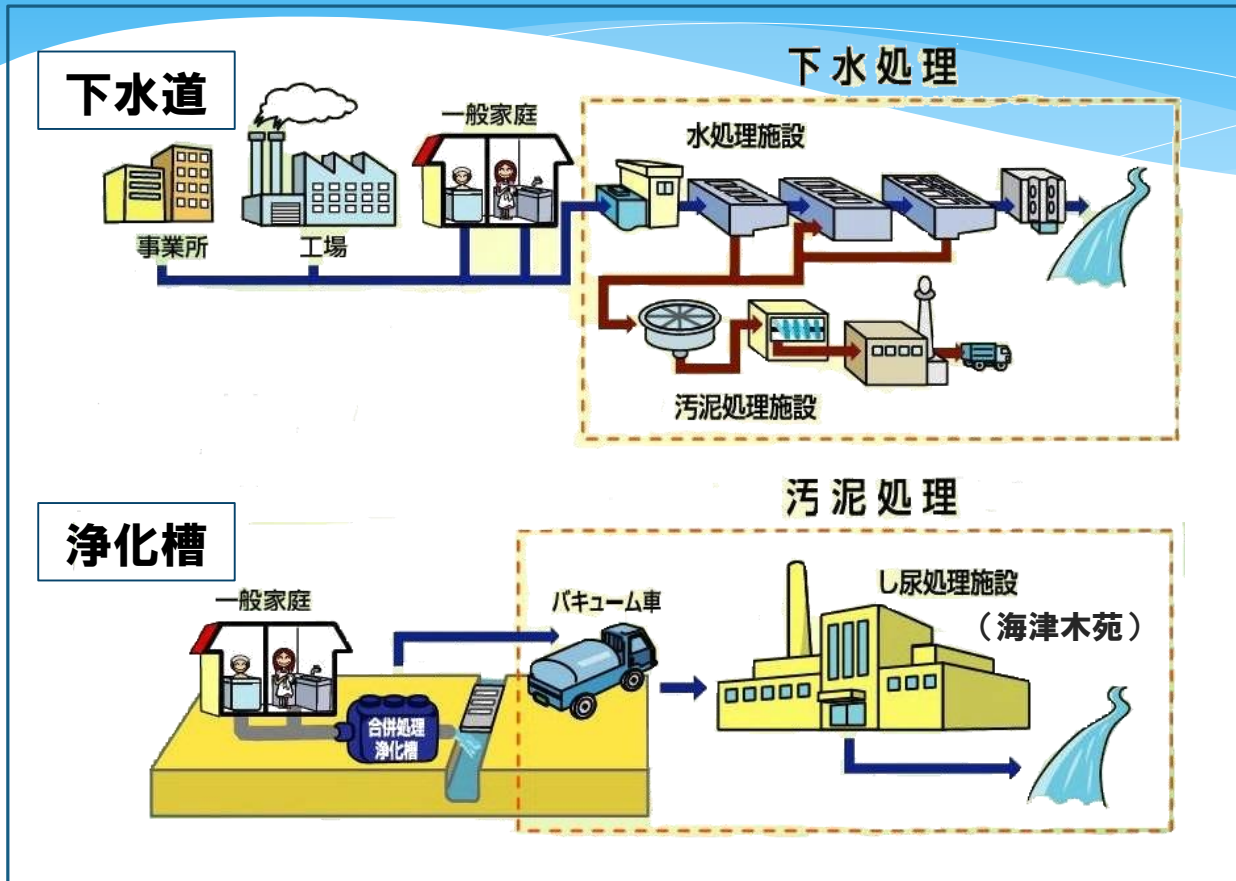 下水道
下水処理
一般家庭
水処理施設
事業所
工場
汚泥処理施設
浄化槽
汚泥処理
一般家庭
バキューム車
し尿処理施設
（海津木苑）
合併処理
浄化槽